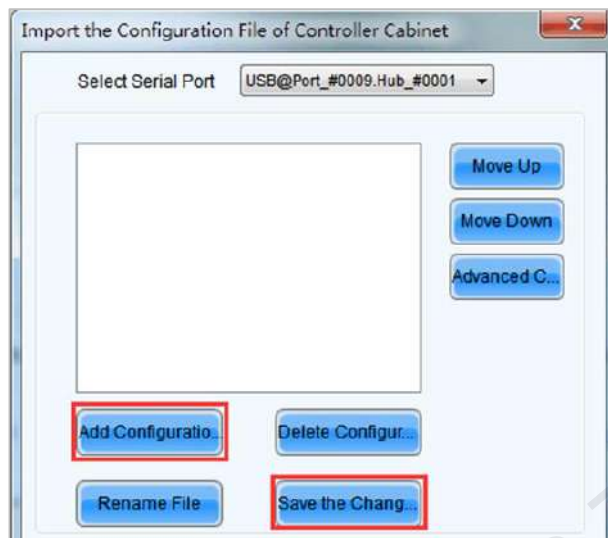 Import the Configuration File of Controller Cabinet
Select Serial Port USB@Port_#0009.Hub_#0001
Move Up
Move Down
Advanced C...
Add Configuratio...
Delete Configur...
Rename File
Save the Chang...